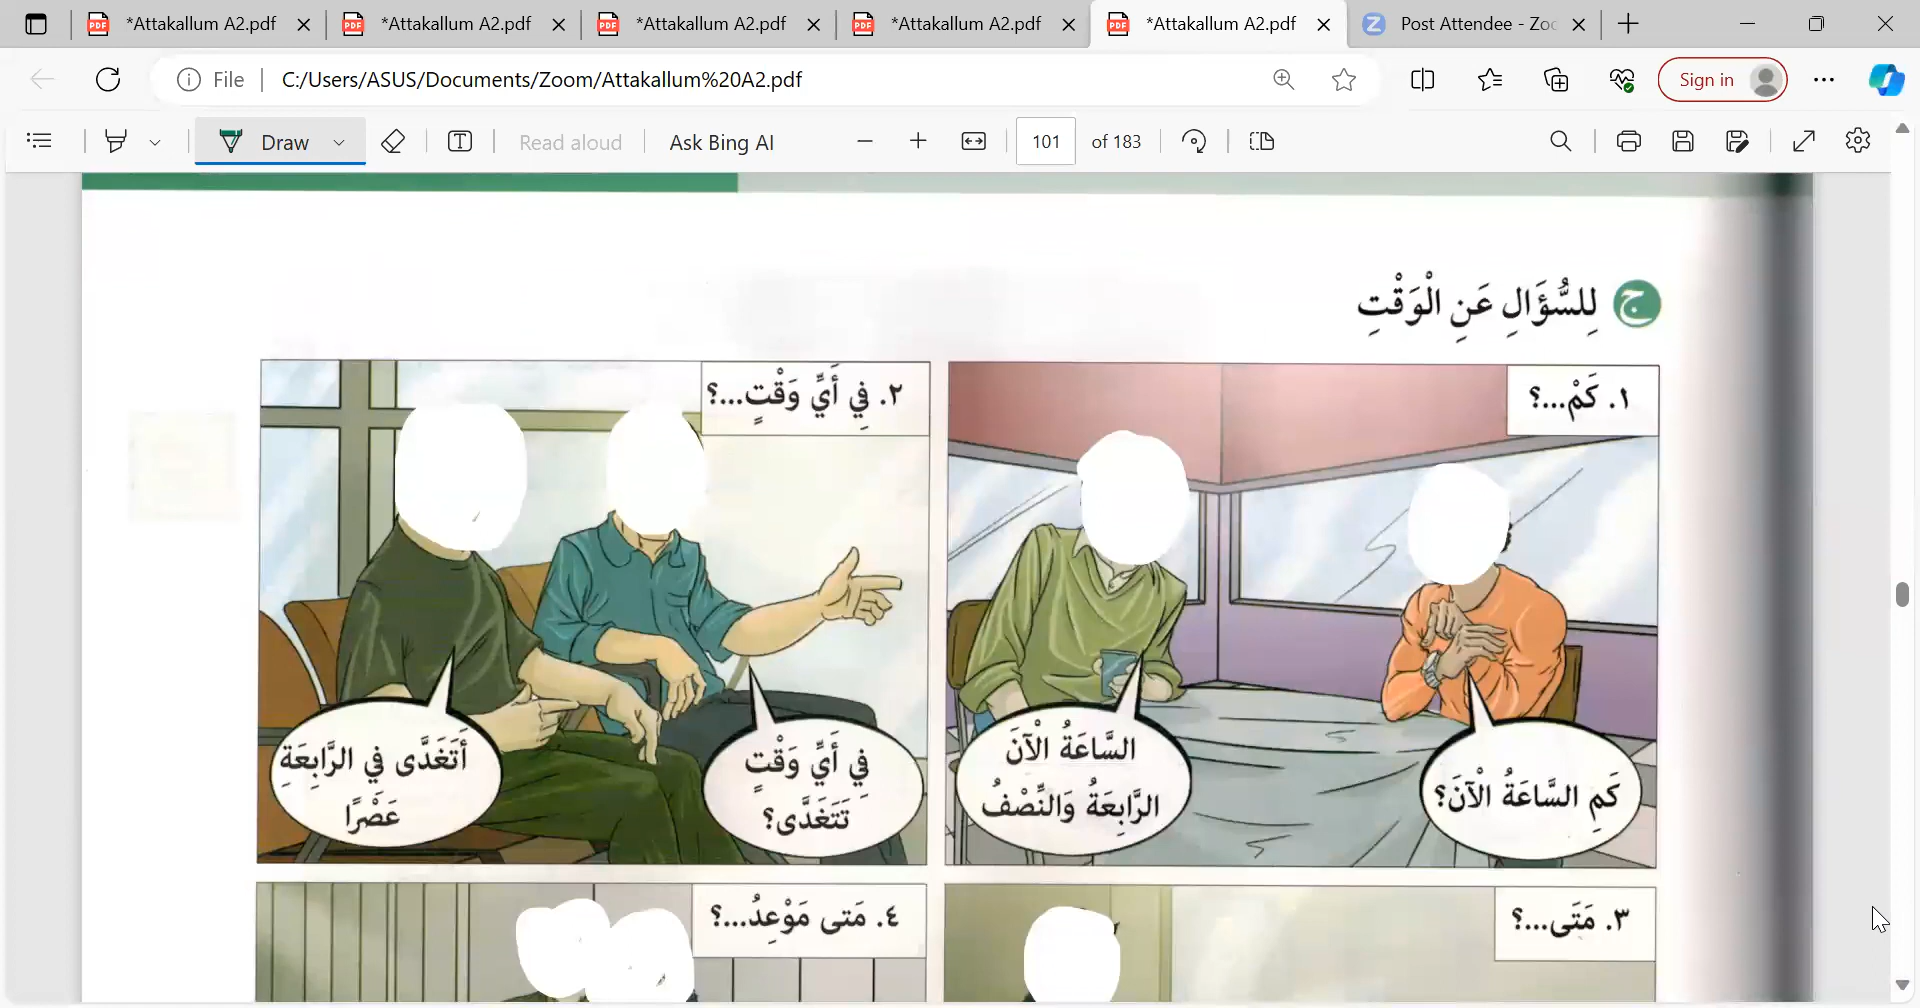 *Attakallum A2.pdf
*Attakallum A2.pdf
*Attakallum A2.pdf
*Attakallum A2.pdf
*Attakallum A2.pdf
Post Attendee - Zoo
File
C:/Users/ASUS/Documents/Zoom/Attakallum%20A2.pdf
Sign in
Draw
Read aloud
Ask Bing AI
101
of 183
ج لِلسُّؤَالِ عَنِ الْوَقْتِ
١. كَمْ...؟
كَمِ السَّاعَةُ الْآنَ؟
السَّاعَةُ الْآنَ
الرَّابِعَةُ وَالنِّصْفُ
٢. فِي أَيِّ وَقْتٍ...؟
فِي أَيِّ وَقْتٍ
تَتَغَدَّى؟
أَتَغَدَّى فِي الرَّابِعَةِ
عَصْرًا
٣. مَتَى...؟
٤. مَتى مَوْعِدُ...؟